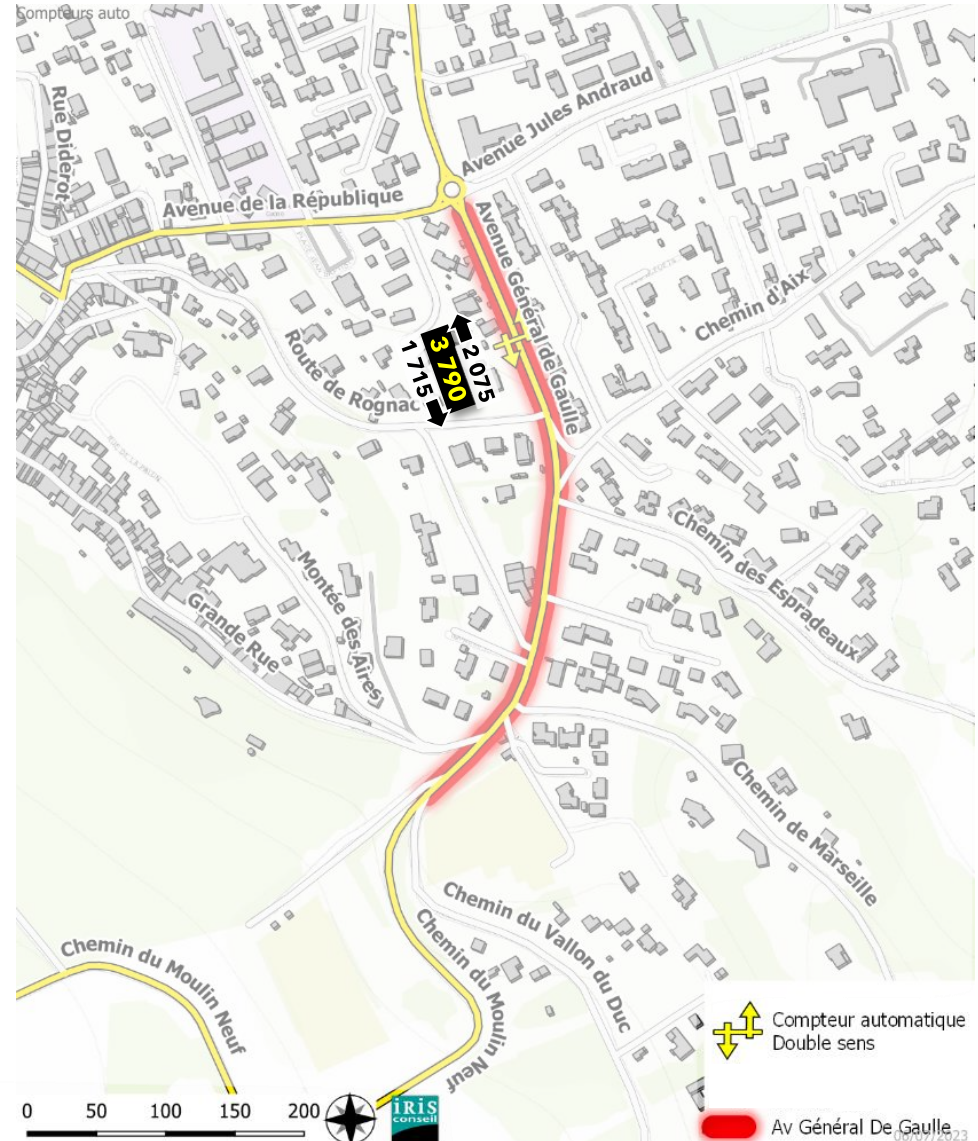 Compteurs auto
Rue Diderot
Avenue Jules Andraud
Avenue de la République
Avenue Général de Gaulle
Chemin d'Aix
Route de Rognac
1 715
3 790
2 075
Chemin des Espradeaux
Montée des Aires
Grande Rue
Chemin de Marseille
Chemin du Vallon du Duc
Chemin du Moulin Neuf
Chemin du Moulin Neuf
Compteur automatique
Double sens
0 50 100 150 200
iRiS
conseil
Av Général De Gaulle
06/07/2023